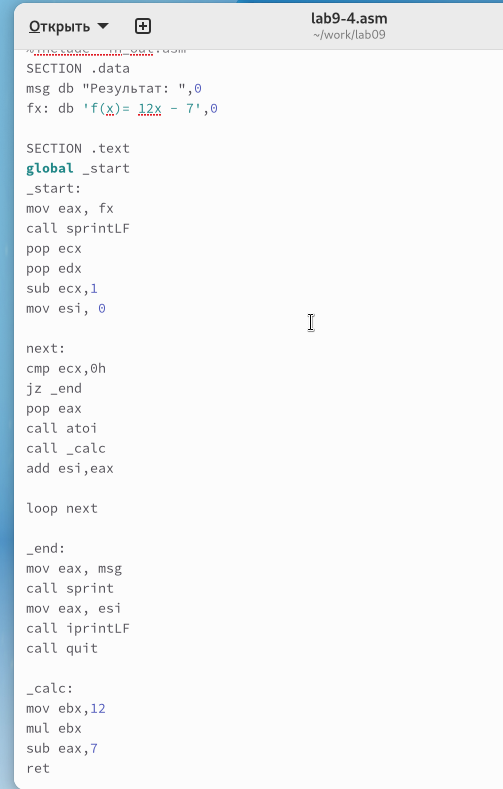 Открыть
lab9-4.asm
~/work/lab09
SECTION .data
msg db "Результат: ",0
fx: db 'f(x)= 12x - 7',0
SECTION .text
global _start
_start:
mov eax, fx
call sprintLF
pop ecx
pop edx
sub ecx,1
mov esi, 0
next:
cmp ecx,0h
jz _end
pop eax
call atoi
call _calc
add esi,eax
loop next
_end:
mov eax, msg
call sprint
mov eax, esi
call iprintLF
call quit
_calc:
mov ebx,12
mul ebx
sub eax,7
ret